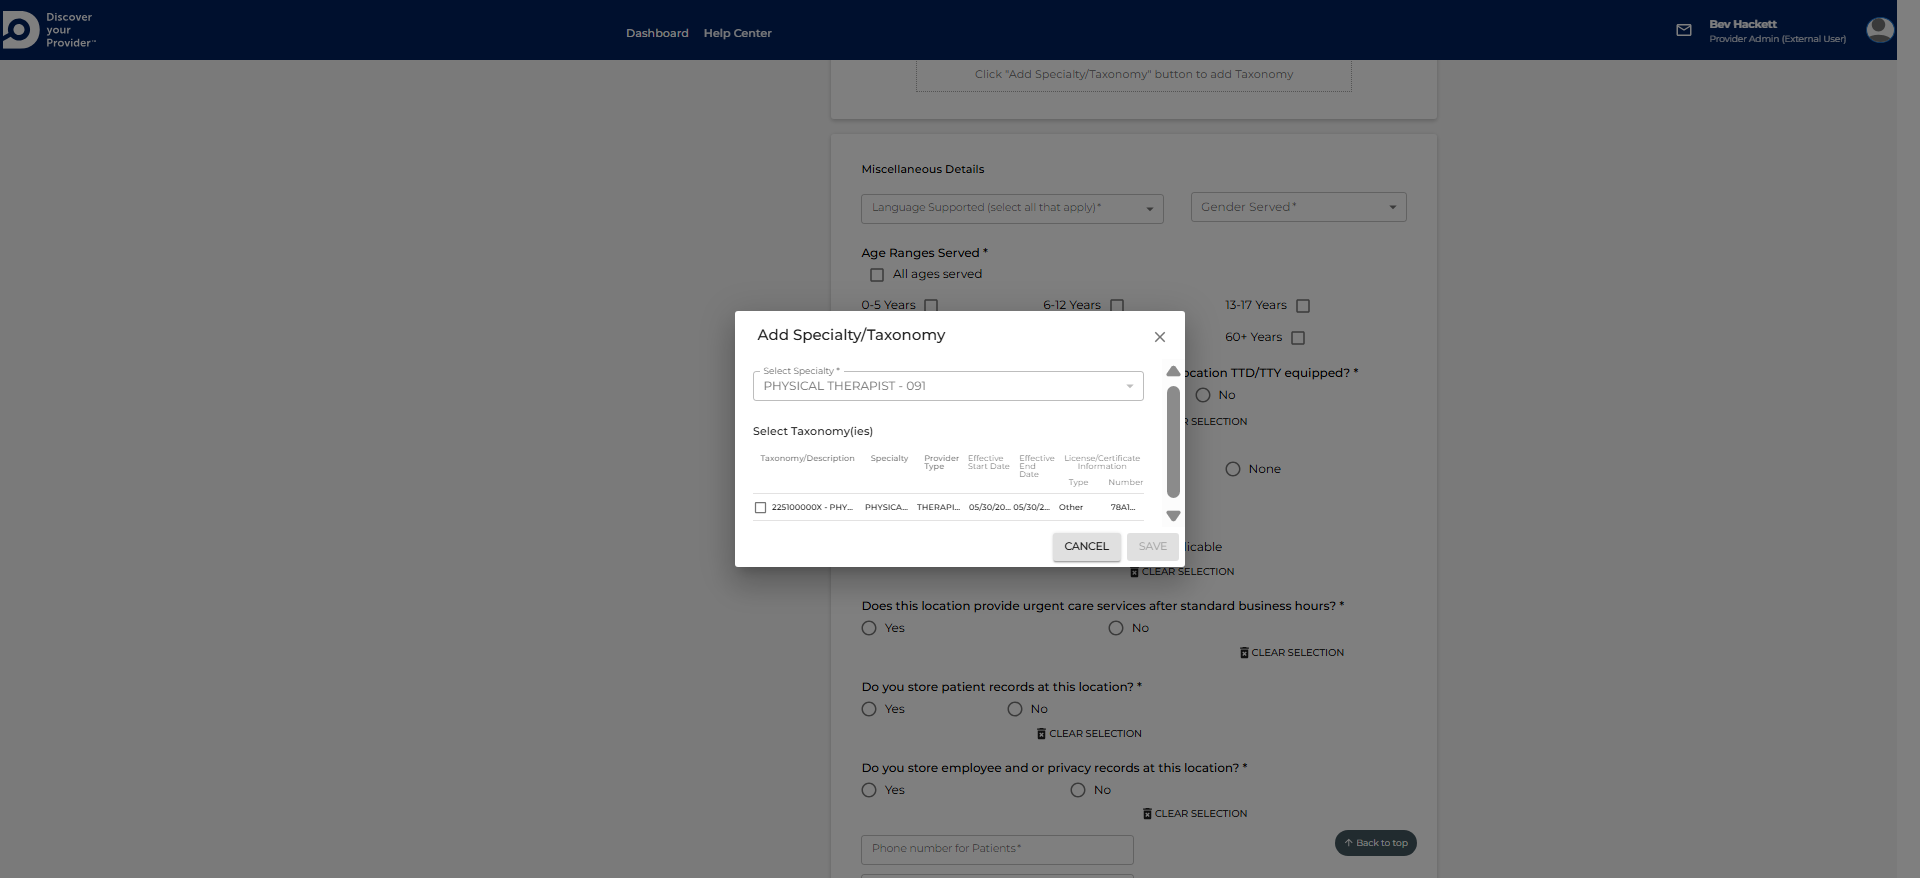 Discover
your
Provider™
Dashboard Help Center
Bev Hackett
Provider Admin (External User)
Click "Add Specialty/Taxonomy" button to add Taxonomy
Miscellaneous Details
Language Supported (select all that apply)*
Gender Served*
Age Ranges Served *
All ages served
0-5 Years 6-12 Years 13-17 Years
60+ Years
Add Specialty/Taxonomy
Select Specialty *
PHYSICAL THERAPIST - 091
Select Taxonomy(ies)
Taxonomy/Description Specialty Provider Type Effective Start Date Effective End Date License/Certificate Information
Type Number
225100000X - PHY... PHYSICA... THERAPI... 05/30/20... 05/30/2... Other 78A1...
CANCEL SAVE
ocation TTD/TTY equipped? *
No
R SELECTION
None
licable
CLEAR SELECTION
Does this location provide urgent care services after standard business hours? *
Yes No
CLEAR SELECTION
Do you store patient records at this location? *
Yes No
CLEAR SELECTION
Do you store employee and or privacy records at this location? *
Yes No
CLEAR SELECTION
Phone number for Patients*
Back to top